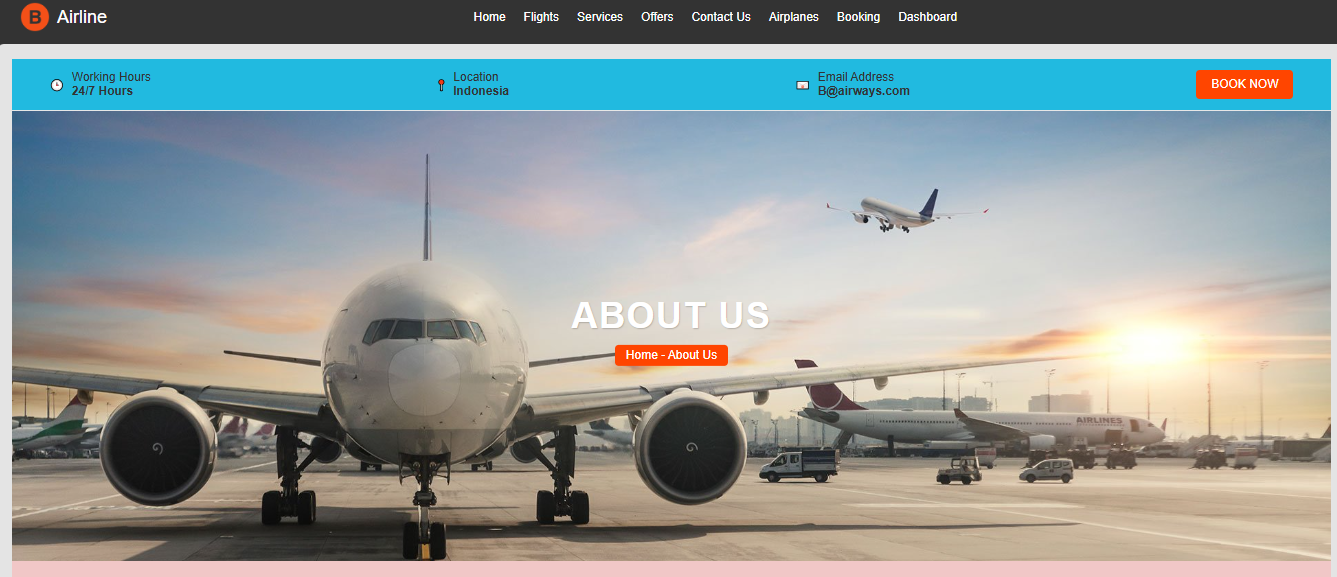 B Airline
Home Flights Services Offers Contact Us Airplanes Booking Dashboard
Working Hours
24/7 Hours
Location
Indonesia
Email Address
B@airways.com
BOOK NOW
ABOUT US
Home - About Us
AIRLINES